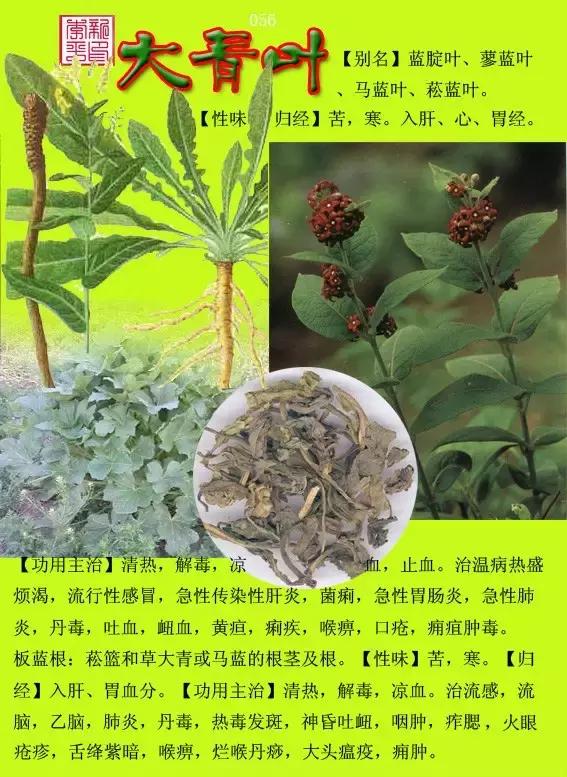 056
大青叶
【别名】蓝腚叶、蓼蓝叶
、马蓝叶、菘蓝叶。
【性味 归经】苦，寒。入肝、心、胃经。
【功用主治】清热，解毒，凉 血，止血。治温病热盛
烦渴，流行性感冒，急性传染性肝炎，菌痢，急性胃肠炎，急性肺
炎，丹毒，吐血，衄血，黄疸，痢疾，喉痹，口疮，痈疽肿毒。
板蓝根：菘篮和草大青或马蓝的根茎及根。【性味】苦，寒。【归
经】入肝、胃血分。【功用主治】清热，解毒，凉血。治流感，流
脑，乙脑，肺炎，丹毒，热毒发斑，神昏吐衄，咽肿，痄腮，火眼
疮疹，舌绛紫暗，喉痹，烂喉丹痧，大头瘟疫，痈肿。